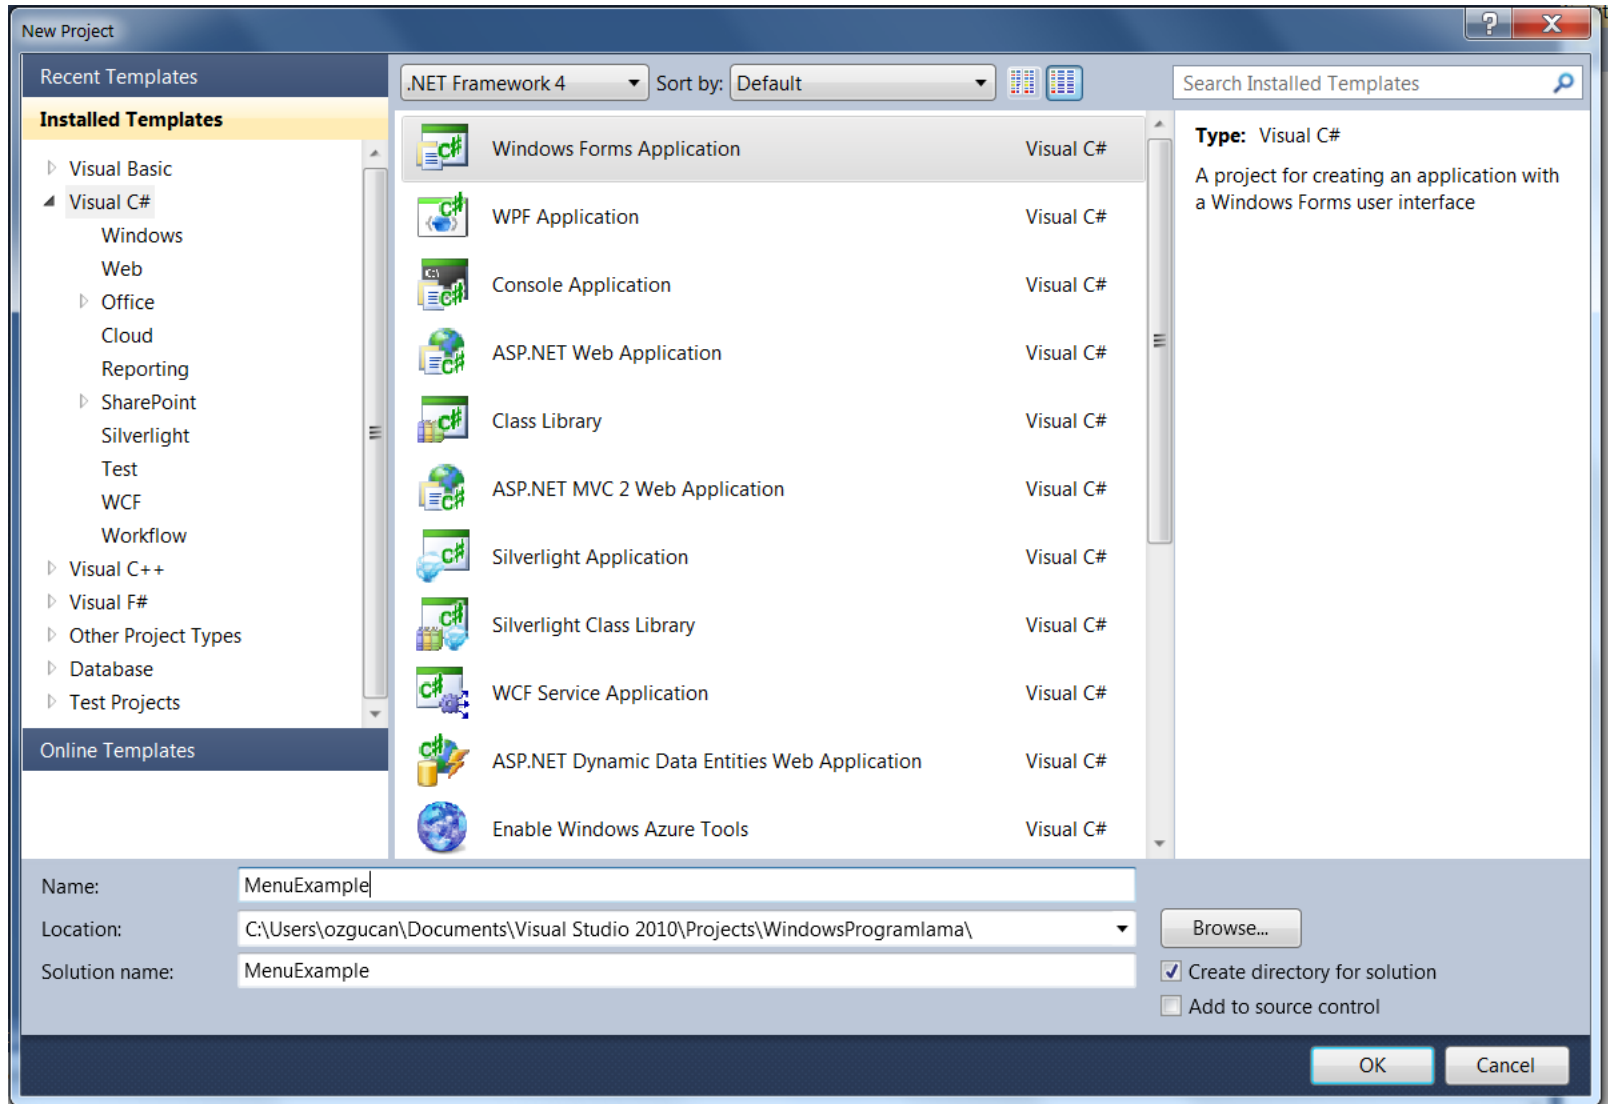 New Project
Recent Templates
Installed Templates
Visual Basic
Visual C#
Windows
Web
Office
Cloud
Reporting
SharePoint
Silverlight
Test
WCF
Workflow
Visual C++
Visual F#
Other Project Types
Database
Test Projects
Online Templates
.NET Framework 4 Sort by: Default
Windows Forms Application Visual C#
WPF Application Visual C#
Console Application Visual C#
ASP.NET Web Application Visual C#
Class Library Visual C#
ASP.NET MVC 2 Web Application Visual C#
Silverlight Application Visual C#
Silverlight Class Library Visual C#
WCF Service Application Visual C#
ASP.NET Dynamic Data Entities Web Application Visual C#
Enable Windows Azure Tools Visual C#
Search Installed Templates
Type: Visual C#
A project for creating an application with
a Windows Forms user interface
Name: MenuExample
Location: C:\Users\ozgucan\Documents\Visual Studio 2010\Projects\WindowsProgramlama\ Browse...
Solution name: MenuExample
Create directory for solution
Add to source control
OK Cancel